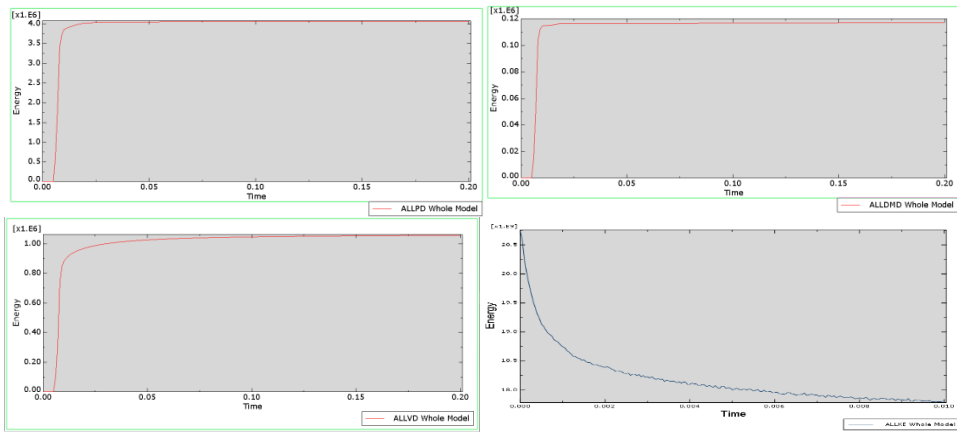 [x1.E6]
4.0
3.5
3.0
2.5
2.0
1.5
1.0
0.5
0.0
Energy
0.00 0.05 0.10 0.15 0.20
Time
ALLPD Whole Model
[x1.E6]
0.12
0.10
0.08
0.06
0.04
0.02
0.00
Energy
0.00 0.05 0.10 0.15 0.20
Time
ALLDMD Whole Model
[x1.E6]
1.00
0.80
0.60
0.40
0.20
0.00
Energy
0.00 0.05 0.10 0.15 0.20
Time
ALLVD Whole Model
Energy
0.000 0.002 0.004 0.006 0.008 0.010
Time
ALLKE Whole Model